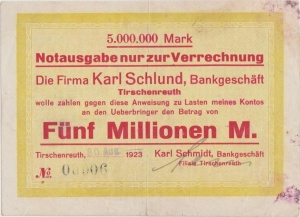 5.000.000 Mark
Notausgabe nur zur Verrechnung
Die Firma Karl Schlund, Bankgeschäft
Tirschenreuth
wolle zahlen gegen diese Anweisung zu Lasten meines Kontos
an den Ueberbringer den Betrag von
Fünf Millionen M.
Tirschenreuth, 1923 Karl Schmidt, Bankgeschäft
Filiale Tirschenreuth
№